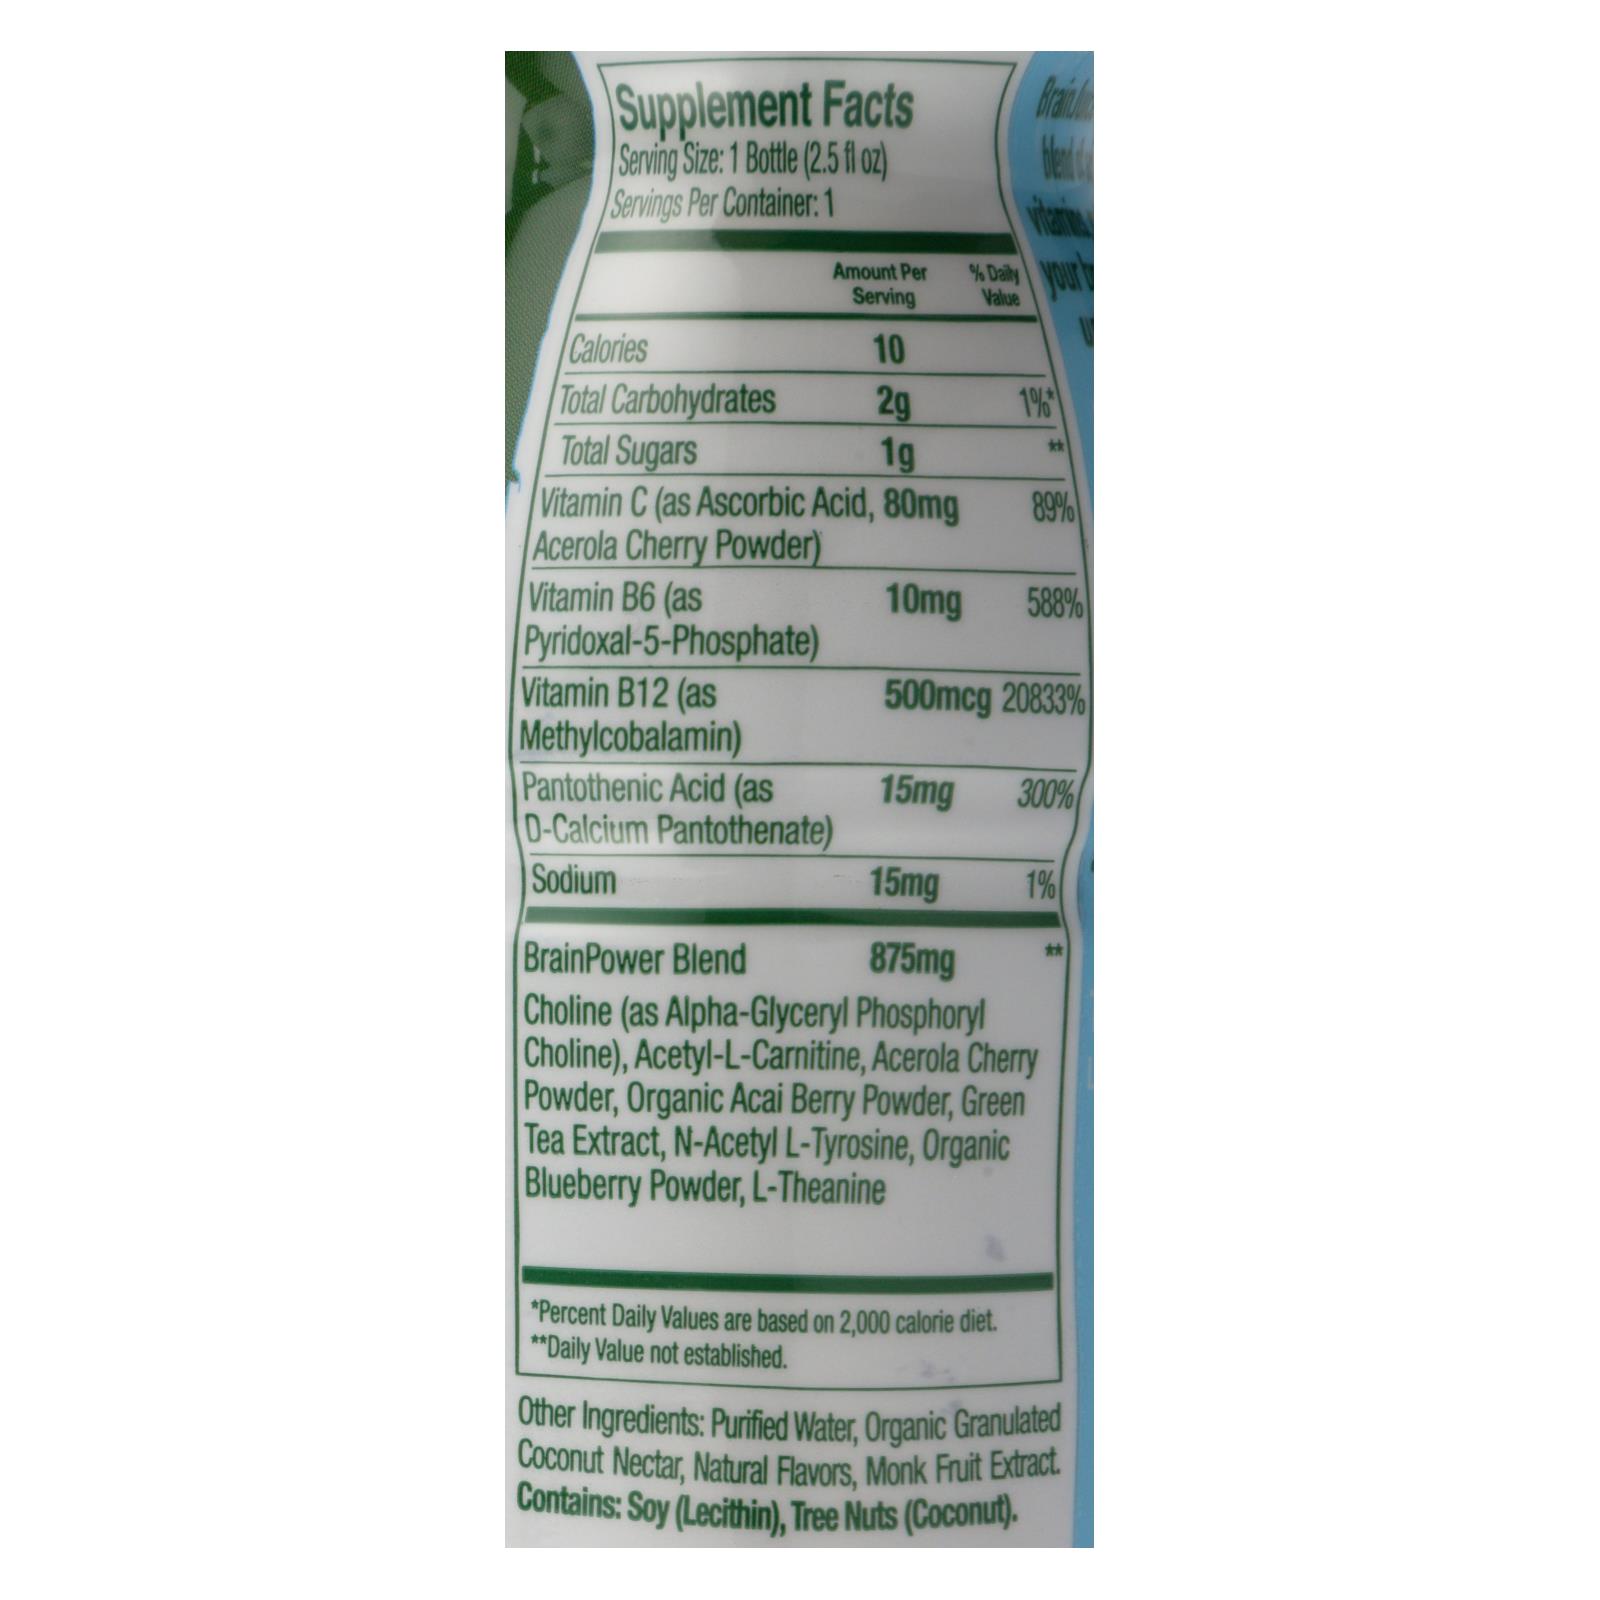 Supplement Facts
Serving Size: 1 Bottle (2.5 fl oz)
Servings Per Container: 1
Amount Per Serving % Daily Value
Calories 10
Total Carbohydrates 2g 1%*
Total Sugars 1g **
Vitamin C (as Ascorbic Acid, 80mg 89%
Acerola Cherry Powder)
Vitamin B6 (as 10mg 588%
Pyridoxal-5-Phosphate)
Vitamin B12 (as 500mcg 20833%
Methylcobalamin)
Pantothenic Acid (as 15mg 300%
D-Calcium Pantothenate)
Sodium 15mg 1%
BrainPower Blend 875mg **
Choline (as Alpha-Glyceryl Phosphoryl
Choline), Acetyl-L-Carnitine, Acerola Cherry
Powder, Organic Acai Berry Powder, Green
Tea Extract, N-Acetyl L-Tyrosine, Organic
Blueberry Powder, L-Theanine
*Percent Daily Values are based on 2,000 calorie diet.
**Daily Value not established.
Other Ingredients: Purified Water, Organic Granulated
Coconut Nectar, Natural Flavors, Monk Fruit Extract.
Contains: Soy (Lecithin), Tree Nuts (Coconut).
blend
vitamins
your